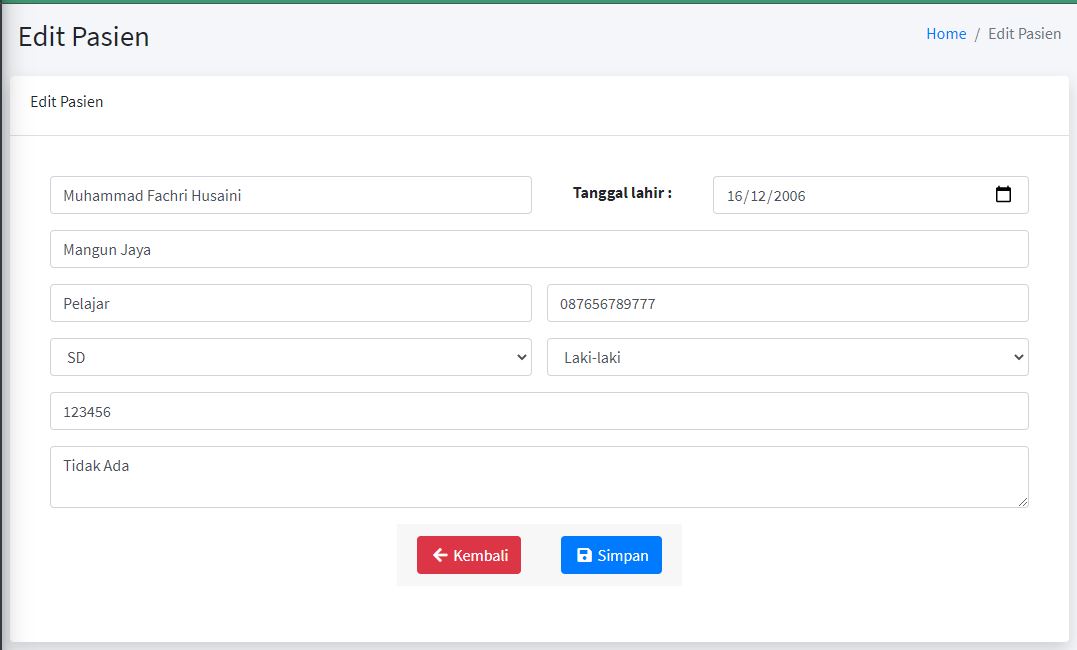 Edit Pasien
Home / Edit Pasien
Edit Pasien
Muhammad Fachri Husaini
Tanggal lahir :
16/12/2006
Mangun Jaya
Pelajar
087656789777
SD
Laki-laki
123456
Tidak Ada
Kembali
Simpan